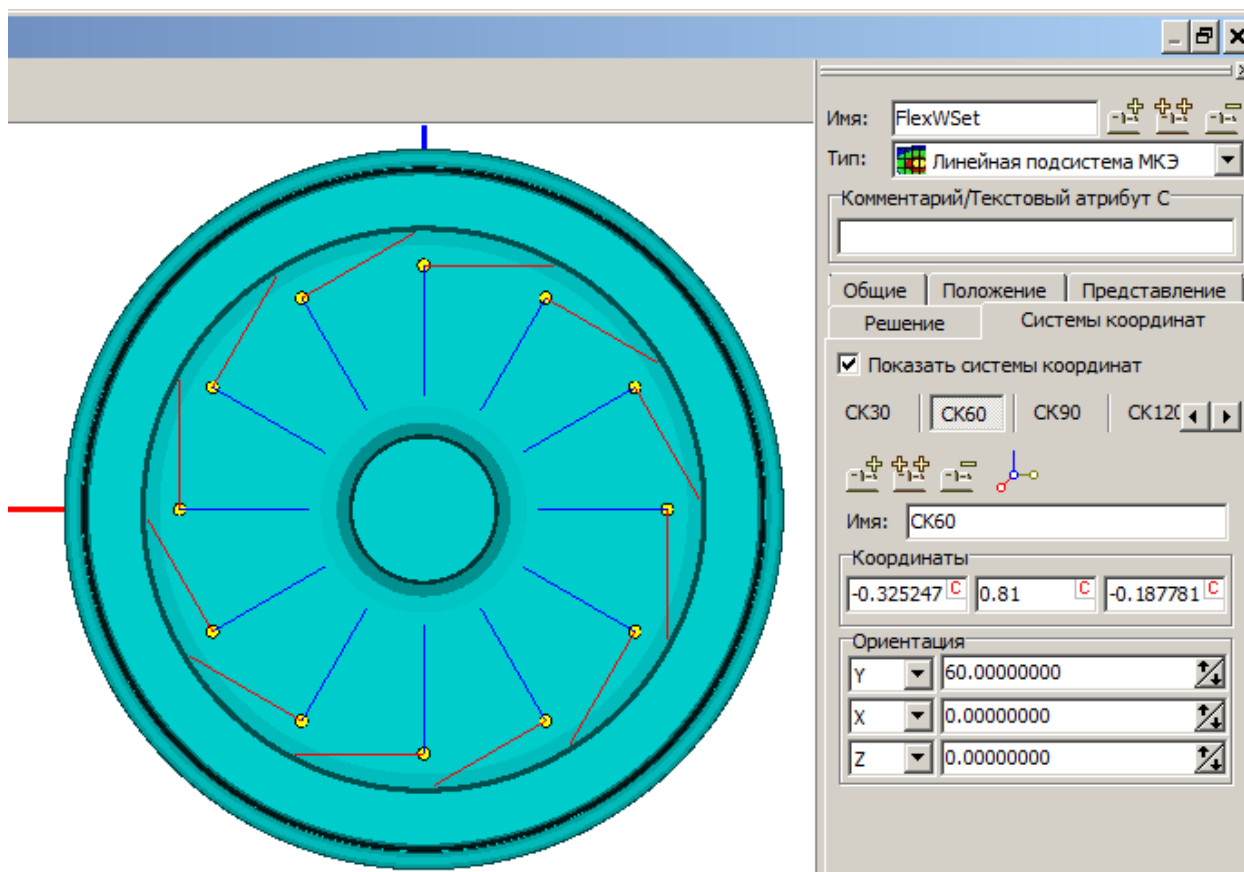 Имя: FlexWSet
Тип: Линейная подсистема МКЭ
Комментарий/Текстовый атрибут C
Общие Положение Представление
Решение Системы координат
Показать системы координат
СК30 СК60 СК90 СК120
Имя: СК60
Координаты
-0.325247 C 0.81 C -0.187781 C
Ориентация
Y 60.00000000
X 0.00000000
Z 0.00000000